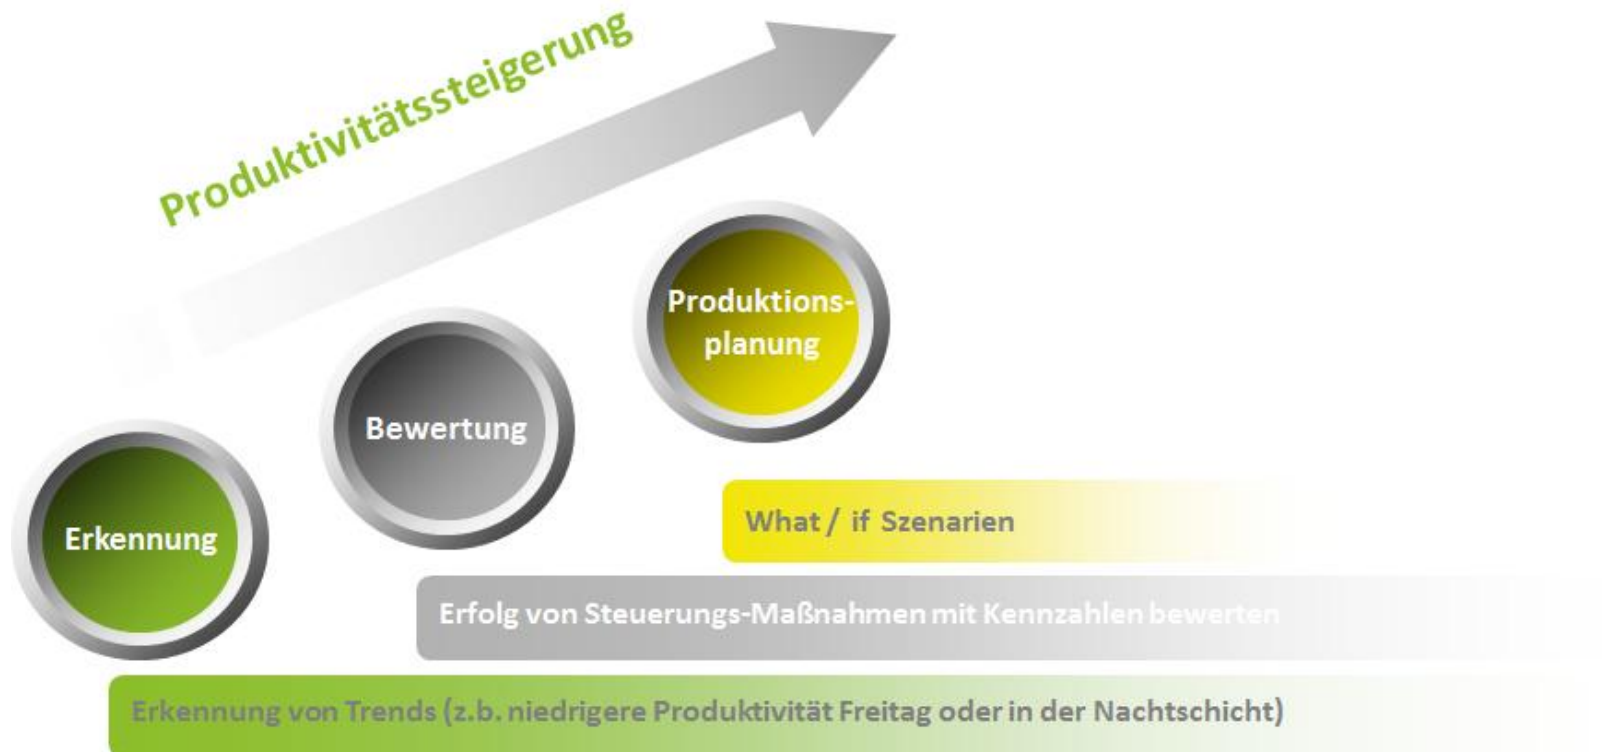 Produktivitätssteigerung
Produktions-
planung
Bewertung
Erkennung
What / if Szenarien
Erfolg von Steuerungs-Maßnahmen mit Kennzahlen bewerten
Erkennung von Trends (z.b. niedrigere Produktivität Freitag oder in der Nachtschicht)